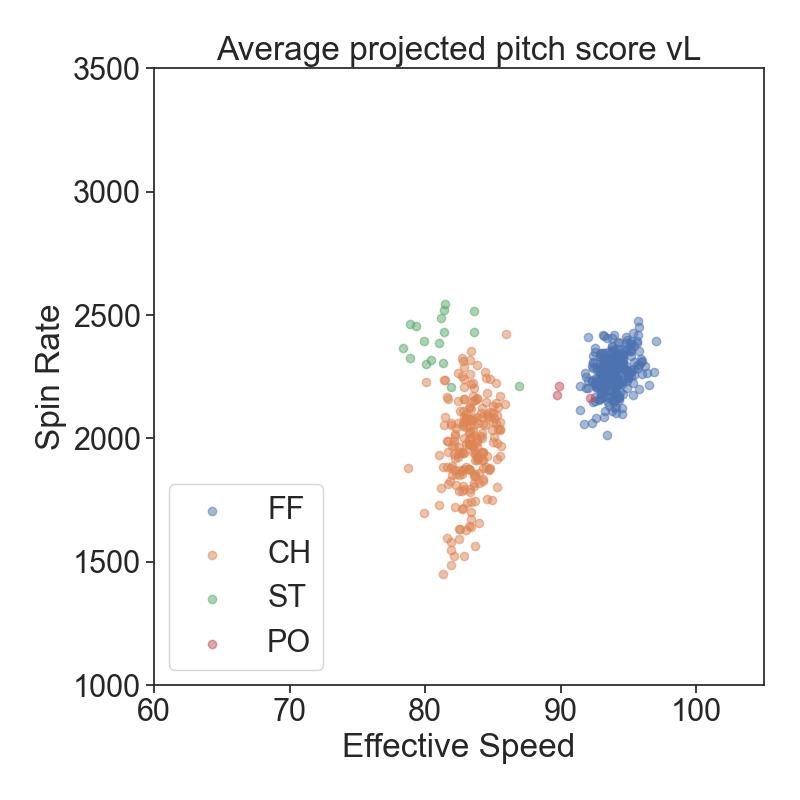 Average projected pitch score vL
3500
3000
2500
2000
1500
1000
Spin Rate
FF
CH
ST
PO
60 70 80 90 100
Effective Speed